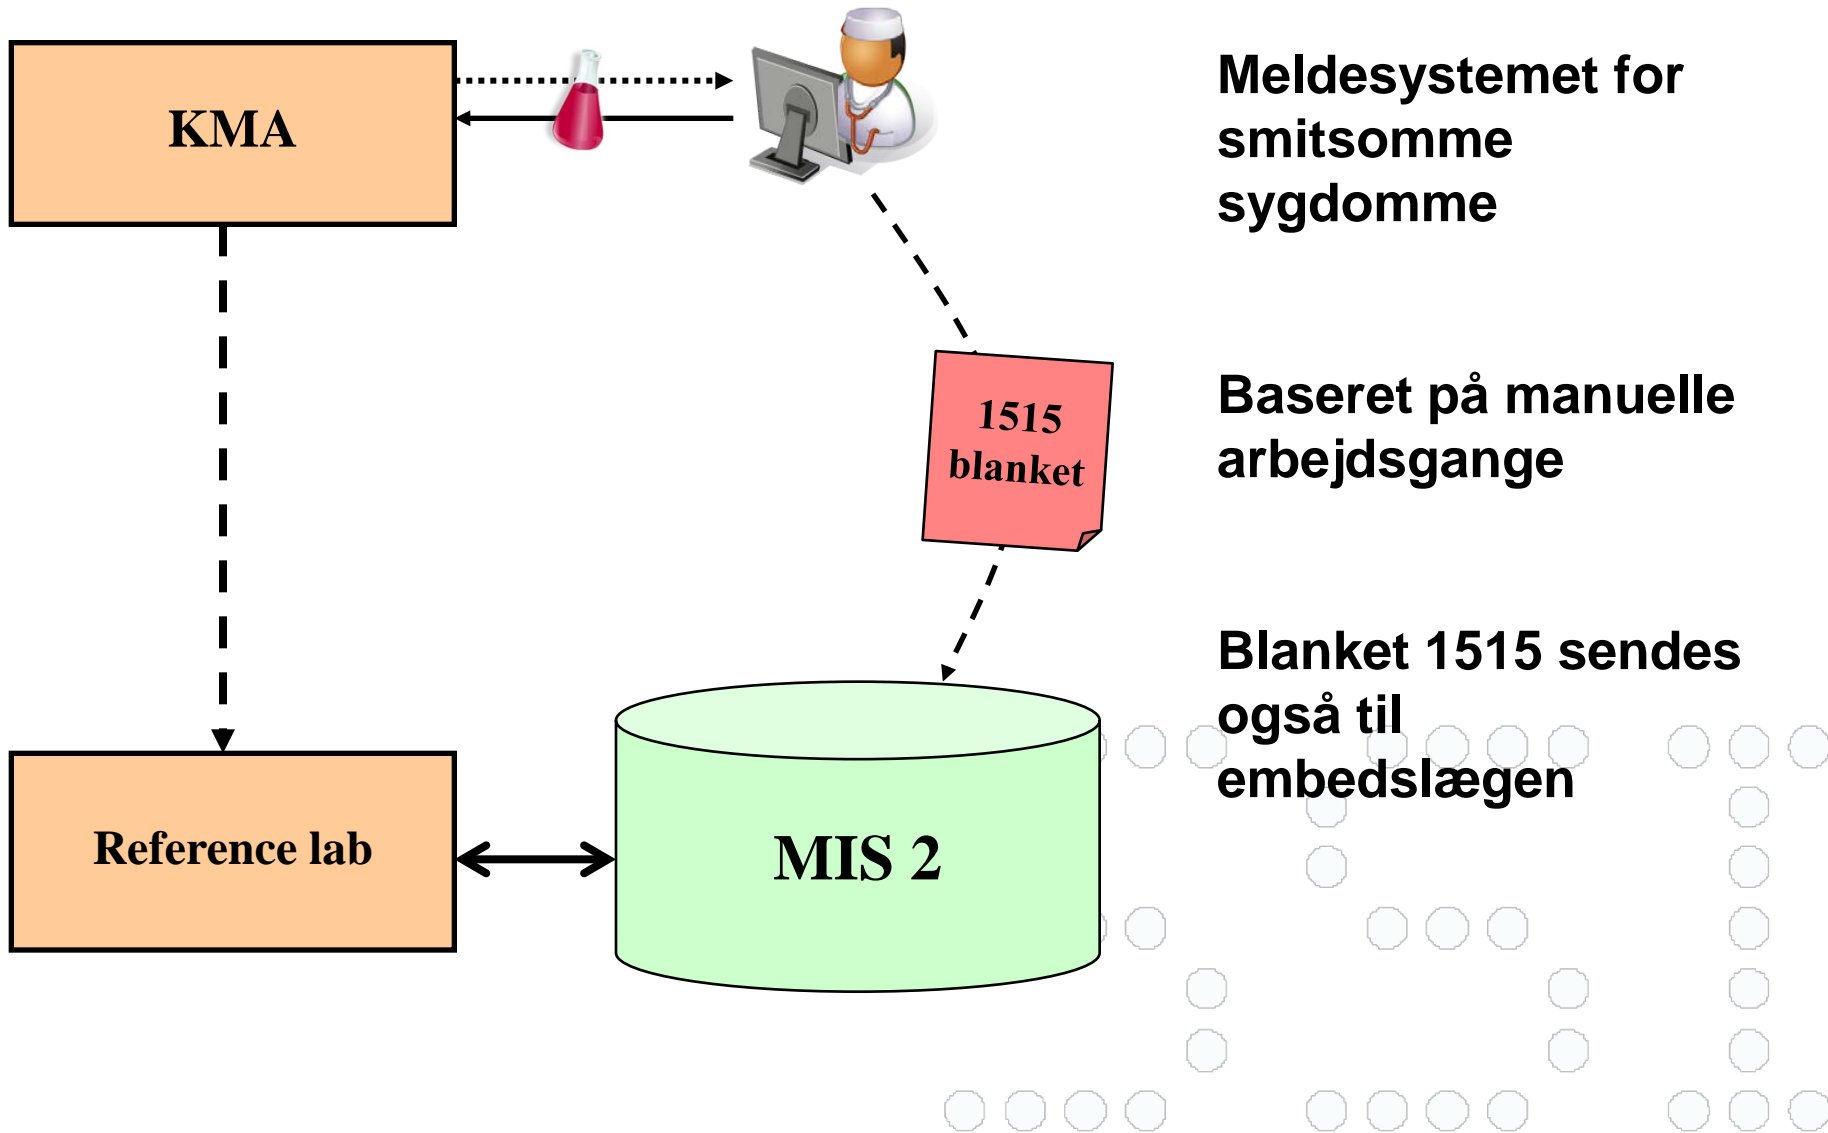 KMA
Meldesystemet for
smitsomme
sygdomme
1515
blanket
Baseret på manuelle
arbejdsgange
Blanket 1515 sendes
også til
embedslægen
Reference lab
MIS 2